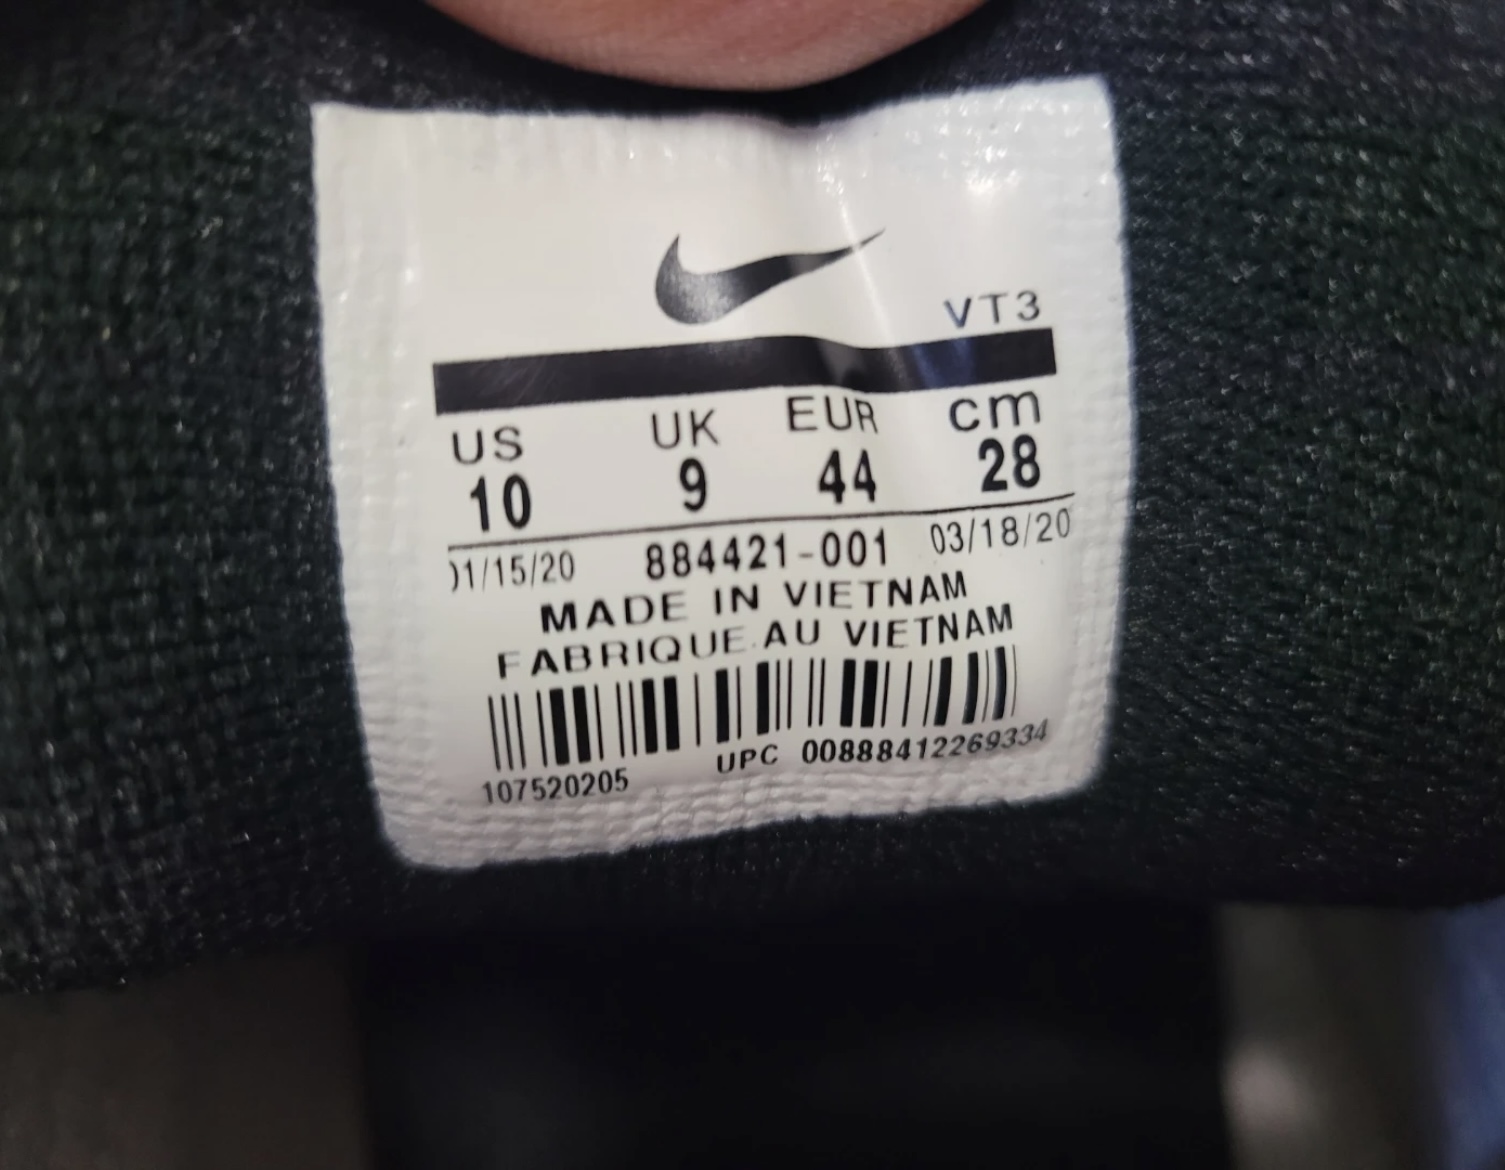 VT3
US UK EUR cm
10 9 44 28
01/15/20 884421-001 03/18/20
MADE IN VIETNAM
FABRIQUE AU VIETNAM
UPC 00888412269334
107520205